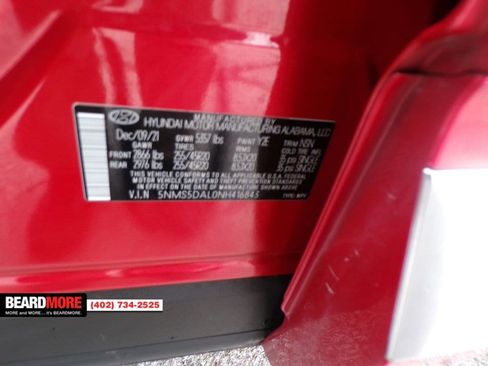 MANUFACTURED BY
HYUNDAI MOTOR MANUFACTURING ALABAMA, LLC
Dec/09/21 GVWR 5357 lbs PAINT Y2E TRIM NSN
GAWR TIRES RIMS COLD TIRE INF.
FRONT 2866 lbs 255/45R20 8.5JX20 35 psi SINGLE
REAR 2976 lbs 255/45R20 8.5JX20 35 psi SINGLE
THIS VEHICLE CONFORMS TO ALL APPLICABLE FEDERAL
MOTOR VEHICLE SAFETY, BUMPER, AND THEFT PREVENTION
STANDARDS IN EFFECT ON THE DATE OF MANUFACTURE SHOWN ABOVE.
V.I.N 5NMS5DAL0NH416843 TYPE: MPV
BEARDMORE (402) 734-2525
MORE and MORE... it's BEARDMORE.